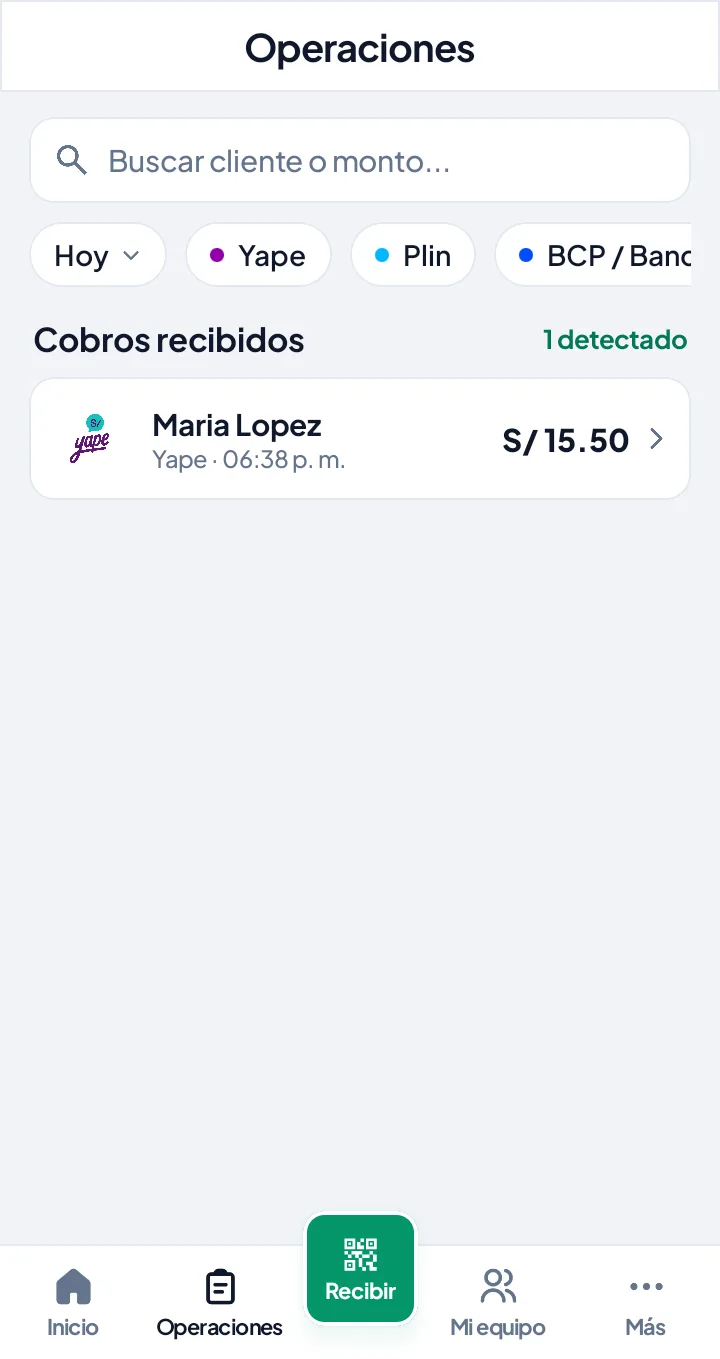 Operaciones
Buscar cliente o monto...
Hoy
Yape
Plin
BCP / Banc
Cobros recibidos
1 detectado
S/
yape
Maria Lopez
Yape · 06:38 p. m.
S/ 15.50
Recibir
Inicio
Operaciones
Mi equipo
Más